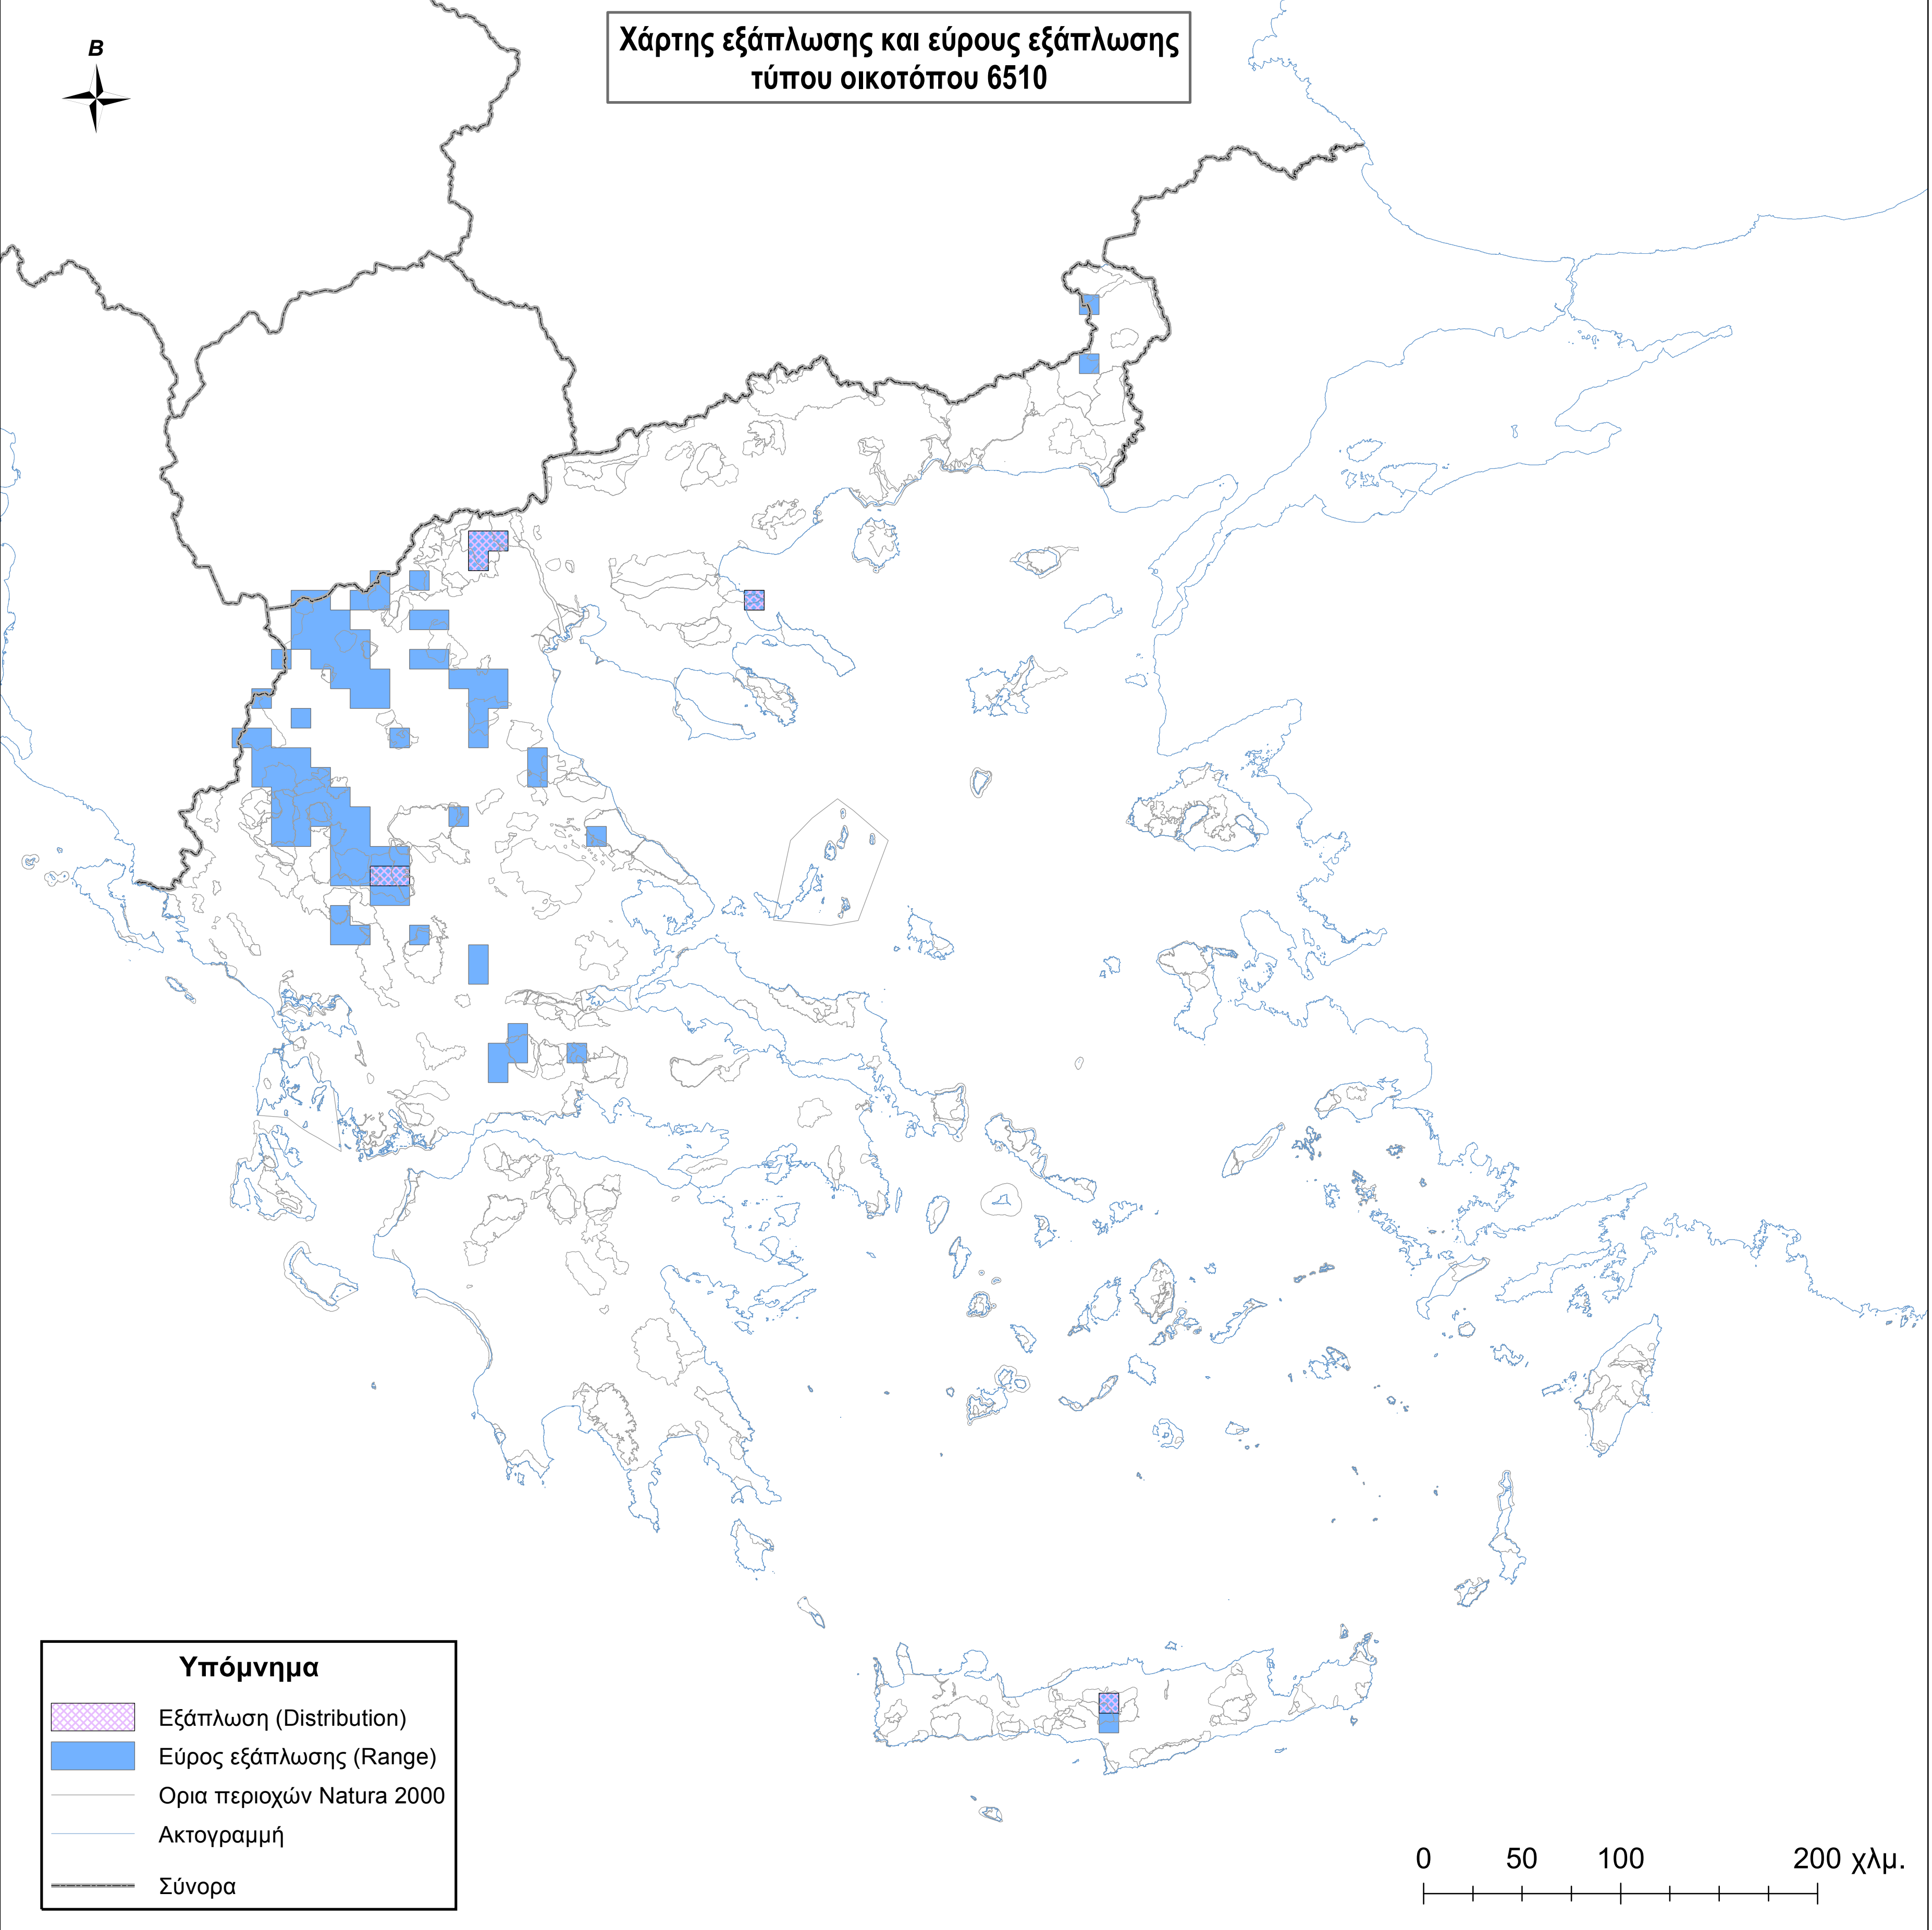 Χάρτης εξάπλωσης και εύρους εξάπλωσης
τύπου οικοτόπου 6510
Β
Υπόμνημα
Εξάπλωση (Distribution)
Εύρος εξάπλωσης (Range)
Ορια περιοχών Natura 2000
Ακτογραμμή
Σύνορα
0 50 100 200 χλμ.